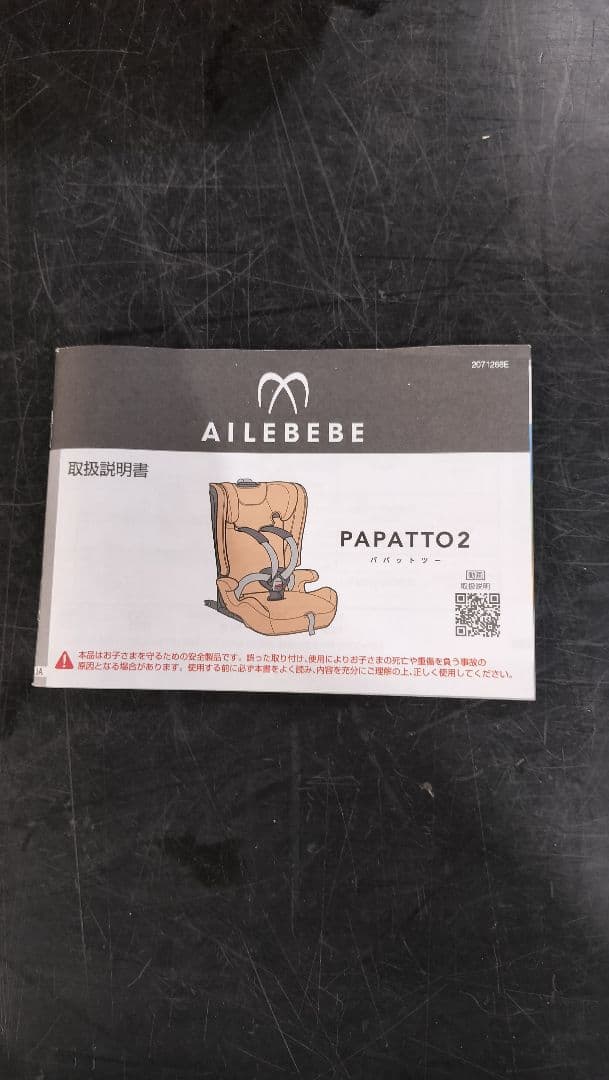 2071266E
AILEBEBE
取扱説明書
PAPATTO2
パパットツー
動画
取扱説明
本品はお子さまを守るための安全製品です。誤った取り付け、使用によりお子さまの死亡や重傷を負う事故の
原因となる場合があります。使用する前に必ず本書をよく読み、内容を充分にご理解の上、正しく使用してください。
JA